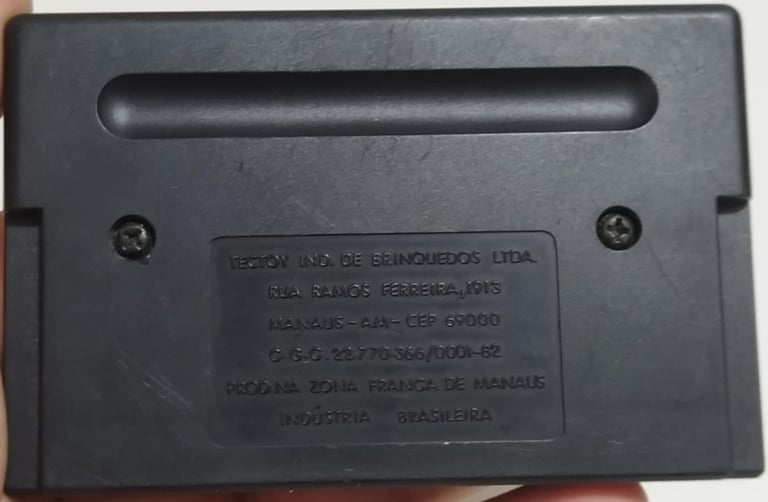 TECTOY IND. DE BRINQUEDOS LTDA.
RUA RAMOS FERREIRA, 1913
MANAUS-AM-CEP 69000
C.G.C. 22.770.366/0001-62
PROD NA ZONA FRANCA DE MANAUS
INDÚSTRIA BRASILEIRA